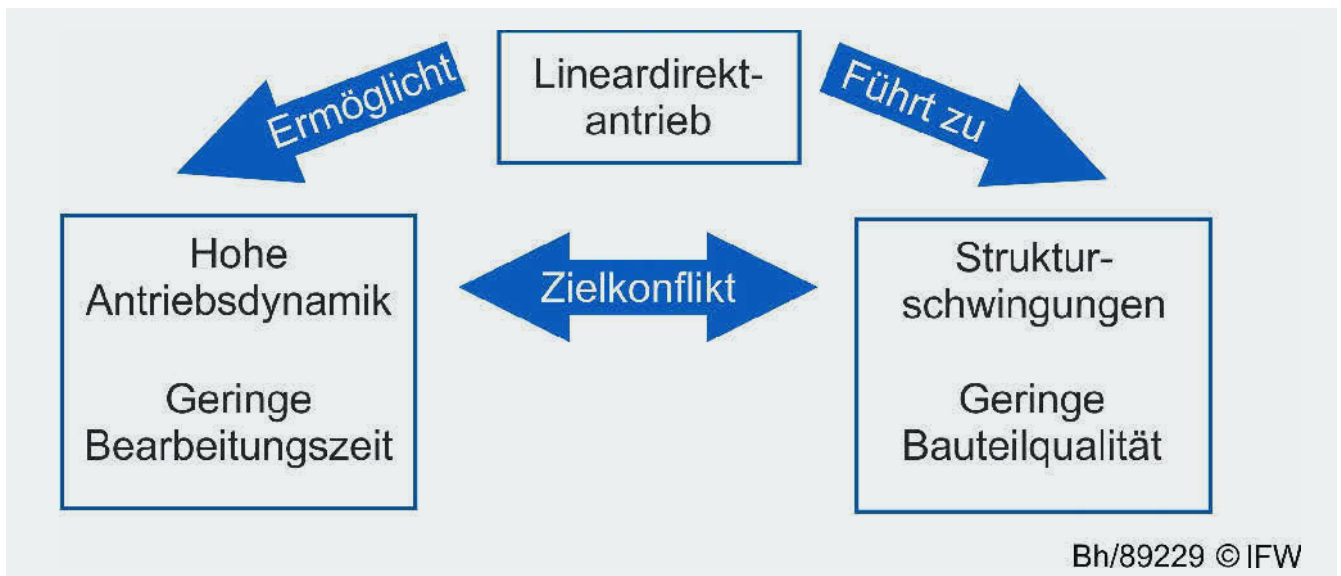 Lineardirekt-
antrieb
Ermöglicht
Führt zu
Hohe
Antriebsdynamik
Geringe
Bearbeitungszeit
Zielkonflikt
Struktur-
schwingungen
Geringe
Bauteilqualität
Bh/89229 © IFW